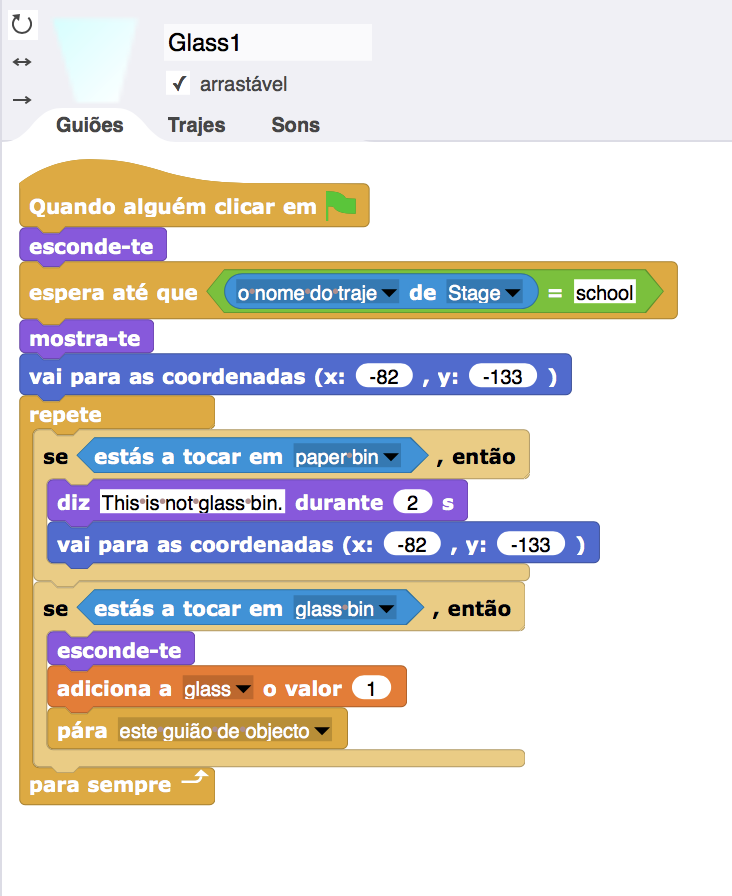 Glass1
✓ arrastável
Guiões Trajes Sons
Quando alguém clicar em
esconde-te
espera até que o nome do traje de Stage = school
mostra-te
vai para as coordenadas (x: -82 , y: -133 )
repete
se estás a tocar em paper bin , então
diz This is not glass bin. durante 2 s
vai para as coordenadas (x: -82 , y: -133 )
se estás a tocar em glass bin , então
esconde-te
adiciona a glass o valor 1
pára este guião de objecto
para sempre